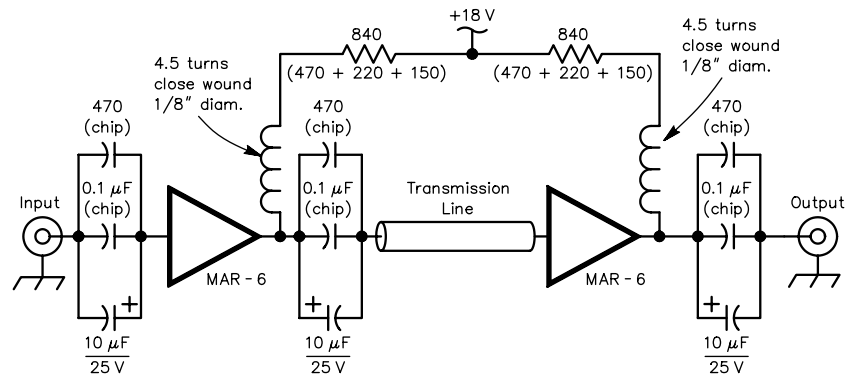 +18 V
840
840
(470 + 220 + 150)
(470 + 220 + 150)
4.5 turns
close wound
1/8" diam.
4.5 turns
close wound
1/8" diam.
470
(chip)
470
(chip)
470
(chip)
Input
0.1 µF
(chip)
0.1 µF
(chip)
Transmission
Line
0.1 µF
(chip)
Output
MAR - 6
MAR - 6
+
+
+
10 µF
25 V
10 µF
25 V
10 µF
25 V